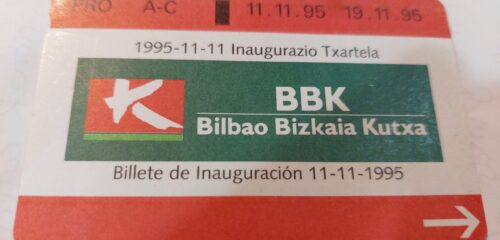 PRO A-C 11.11.95 19.11.95
1995-11-11 Inaugurazio Txartela
K
BBK
Bilbao Bizkaia Kutxa
Billete de Inauguración 11-11-1995